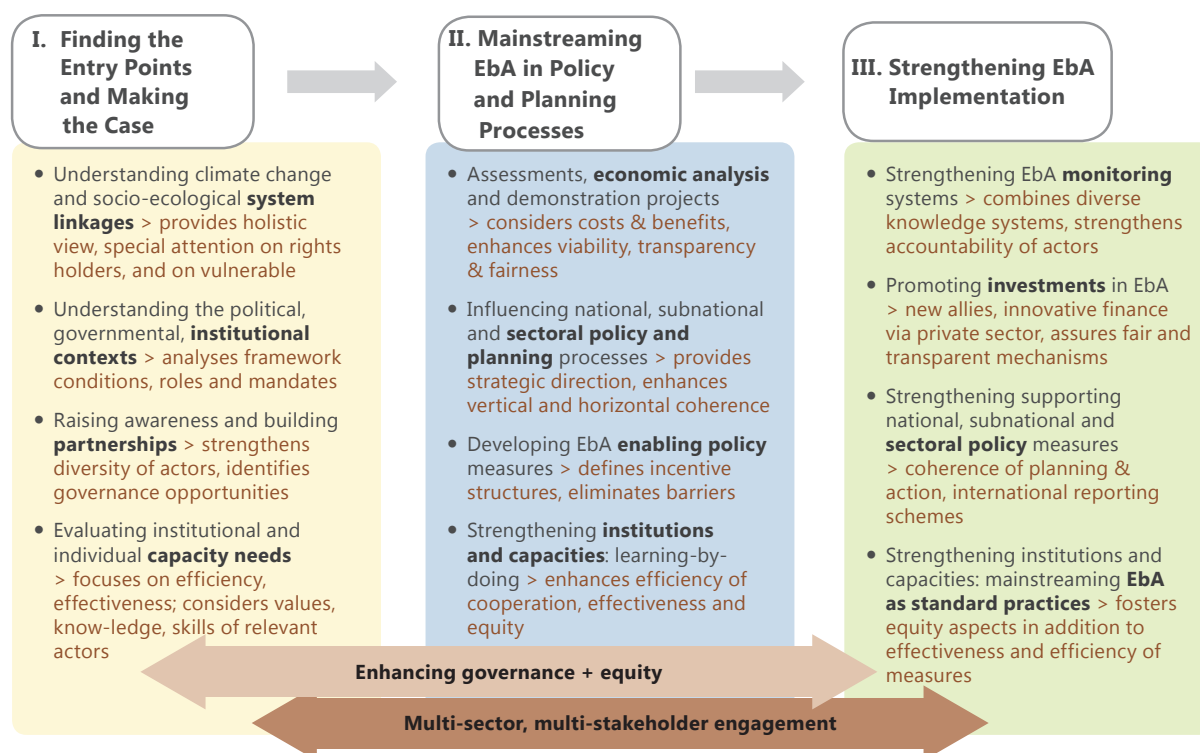 I. Finding the
Entry Points
and Making
the Case
II. Mainstreaming
EbA in Policy
and Planning
Processes
III. Strengthening EbA
Implementation
• Understanding climate change
and socio-ecological system
linkages > provides holistic
view, special attention on rights
holders, and on vulnerable
• Understanding the political,
governmental, institutional
contexts > analyses framework
conditions, roles and mandates
• Raising awareness and building
partnerships > strengthens
diversity of actors, identifies
governance opportunities
• Evaluating institutional and
individual capacity needs
> focuses on efficiency,
effectiveness; considers values,
know-ledge, skills of relevant
actors
• Assessments, economic analysis
and demonstration projects
> considers costs & benefits,
enhances viability, transparency
& fairness
• Influencing national, subnational
and sectoral policy and
planning processes > provides
strategic direction, enhances
vertical and horizontal coherence
• Developing EbA enabling policy
measures > defines incentive
structures, eliminates barriers
• Strengthening institutions
and capacities: learning-by-
doing > enhances efficiency of
cooperation, effectiveness and
equity
• Strengthening EbA monitoring
systems > combines diverse
knowledge systems, strengthens
accountability of actors
• Promoting investments in EbA
> new allies, innovative finance
via private sector, assures fair and
transparent mechanisms
• Strengthening supporting
national, subnational and
sectoral policy measures
> coherence of planning &
action, international reporting
schemes
• Strengthening institutions and
capacities: mainstreaming EbA
as standard practices > fosters
equity aspects in addition to
effectiveness and efficiency of
measures
Enhancing governance + equity
Multi-sector, multi-stakeholder engagement